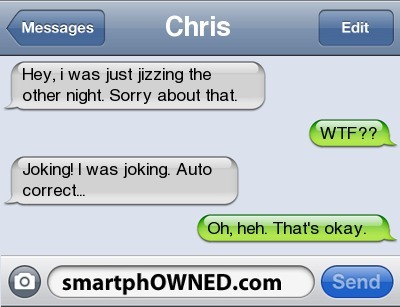 Messages
Chris
Edit
Hey, i was just jizzing the
other night. Sorry about that.
WTF??
Joking! I was joking. Auto
correct...
Oh, heh. That's okay.
smartphOWNED.com
Send